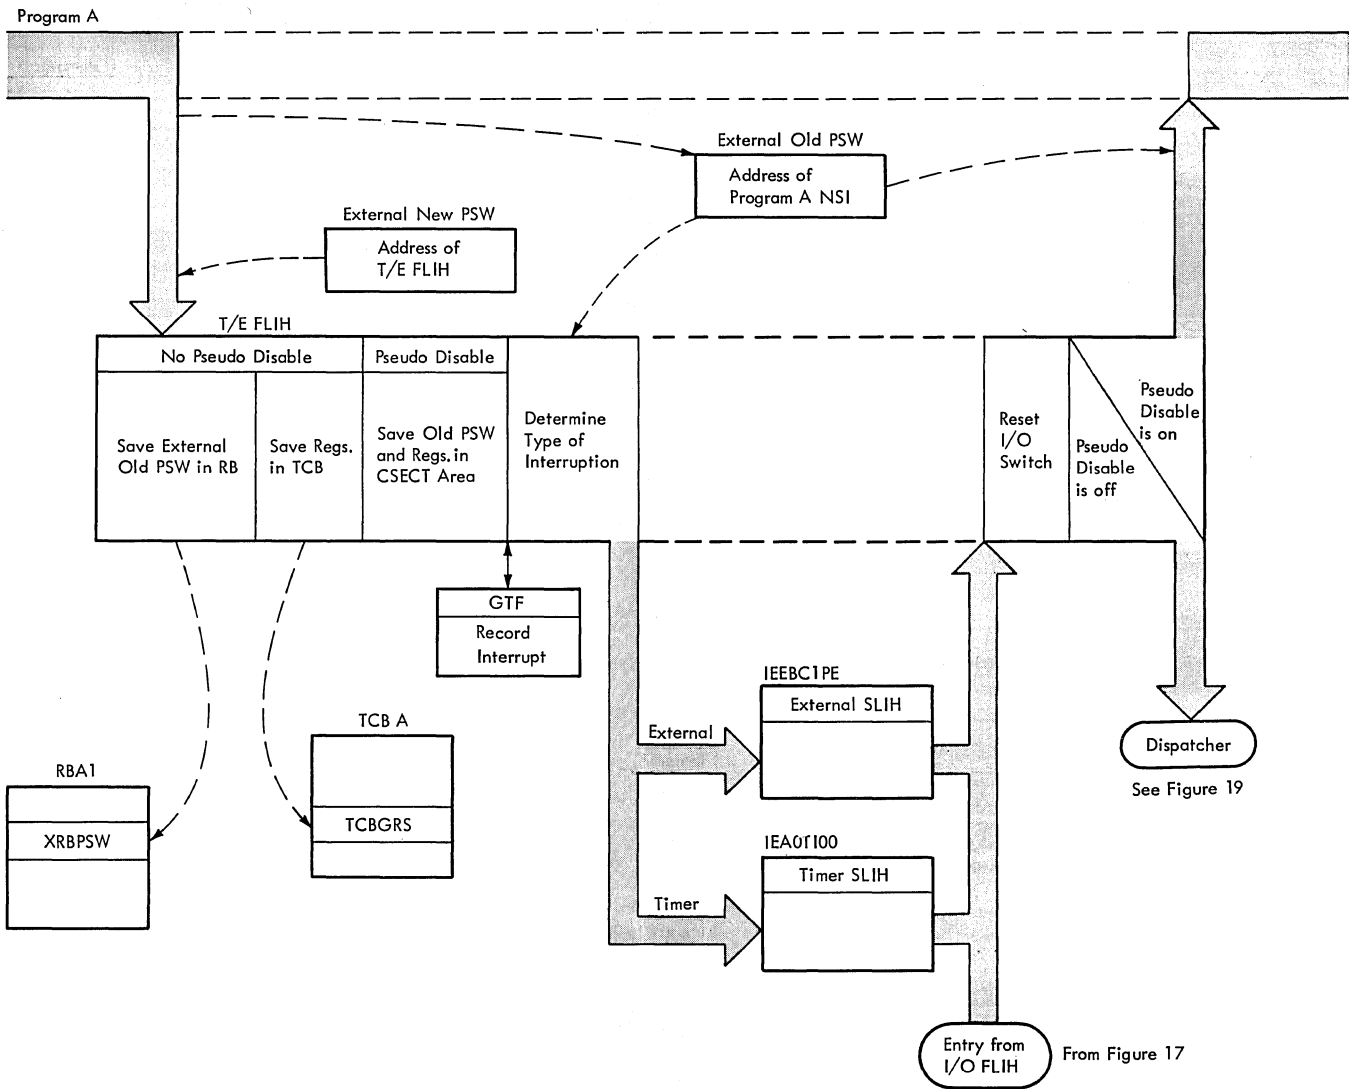 Program A
External Old PSW
Address of
Program A NSI
External New PSW
Address of
T/E FLIH
T/E FLIH
No Pseudo Disable
Pseudo Disable
Save External
Old PSW in RB
Save Regs.
in TCB
Save Old PSW
and Regs. in
CSECT Area
Determine
Type of
Interruption
Reset
I/O
Switch
Pseudo
Disable
is off
Pseudo
Disable
is on
GTF
Record
Interrupt
IEEBC1PE
External SLIH
External
TCB A
TCBGRS
RBA1
XRBPSW
Dispatcher
See Figure 19
Timer SLIH
Timer
Entry from
I/O FLIH
From Figure 17